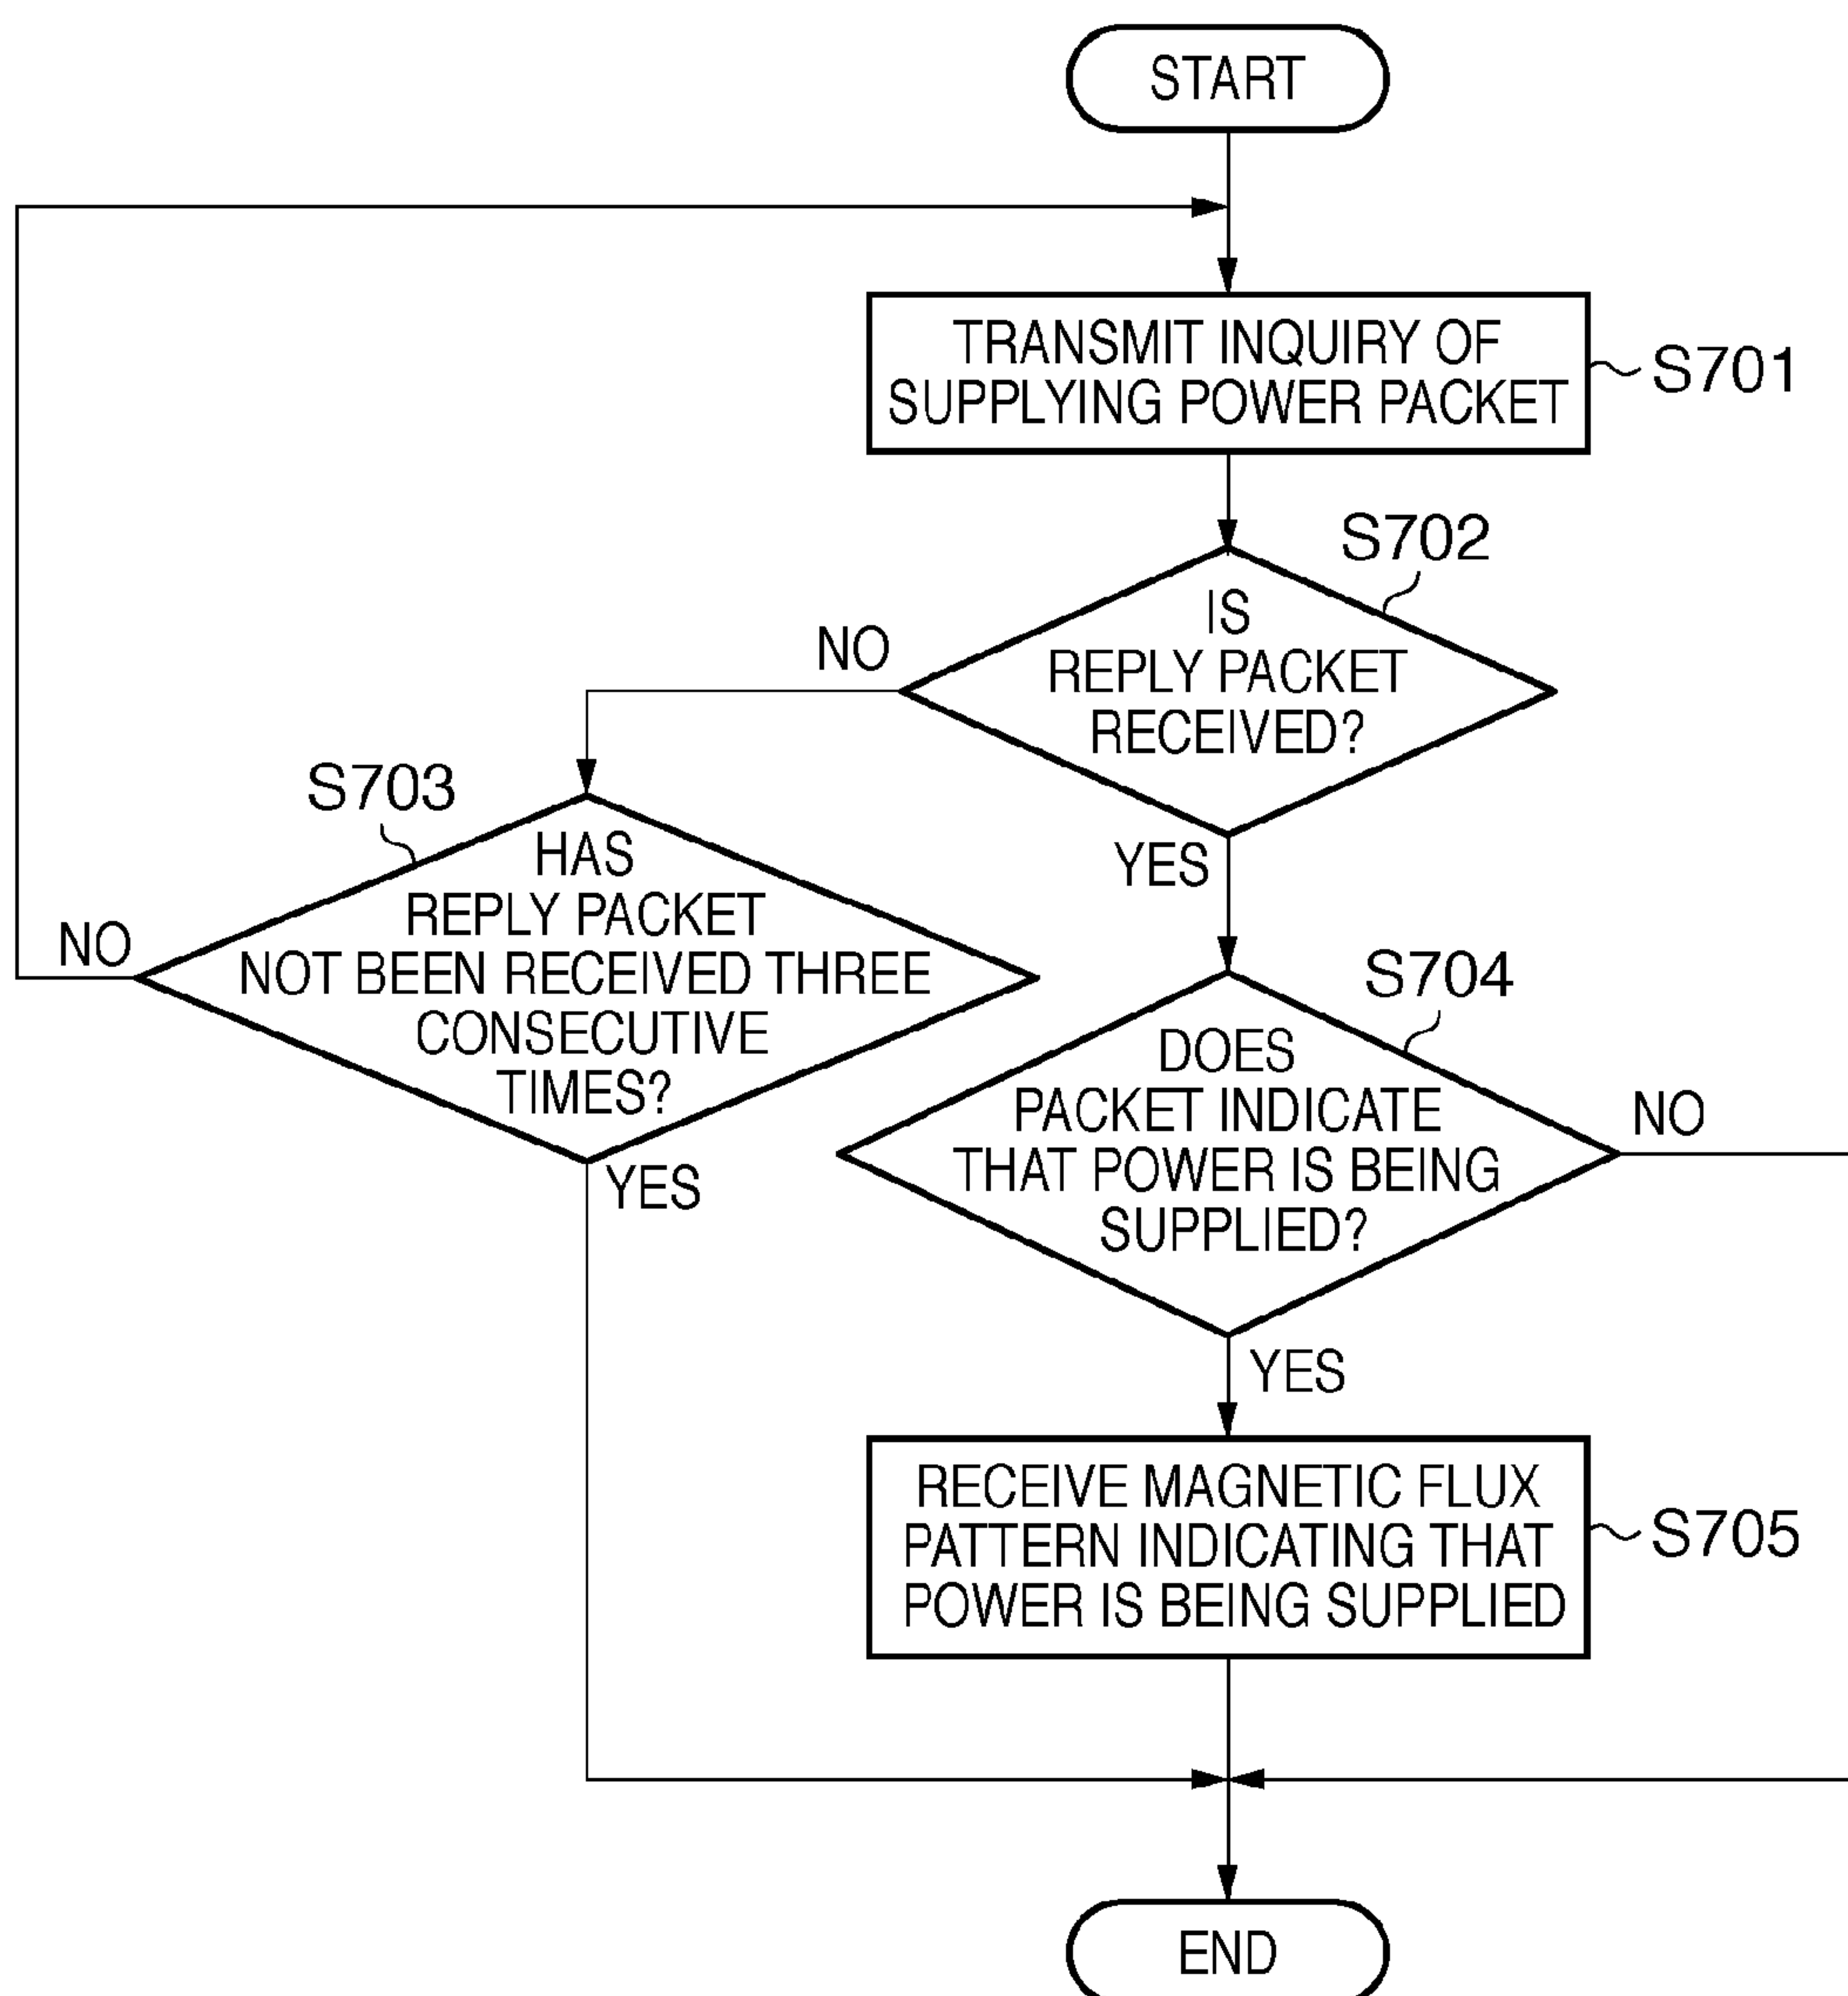 START
TRANSMIT INQUIRY OF
SUPPLYING POWER PACKET
S701
S702
IS
REPLY PACKET
RECEIVED?
NO
YES
S703
HAS
REPLY PACKET
NOT BEEN RECEIVED THREE
CONSECUTIVE
TIMES?
NO
YES
S704
DOES
PACKET INDICATE
THAT POWER IS BEING
SUPPLIED?
NO
YES
RECEIVE MAGNETIC FLUX
PATTERN INDICATING THAT
POWER IS BEING SUPPLIED
S705
END